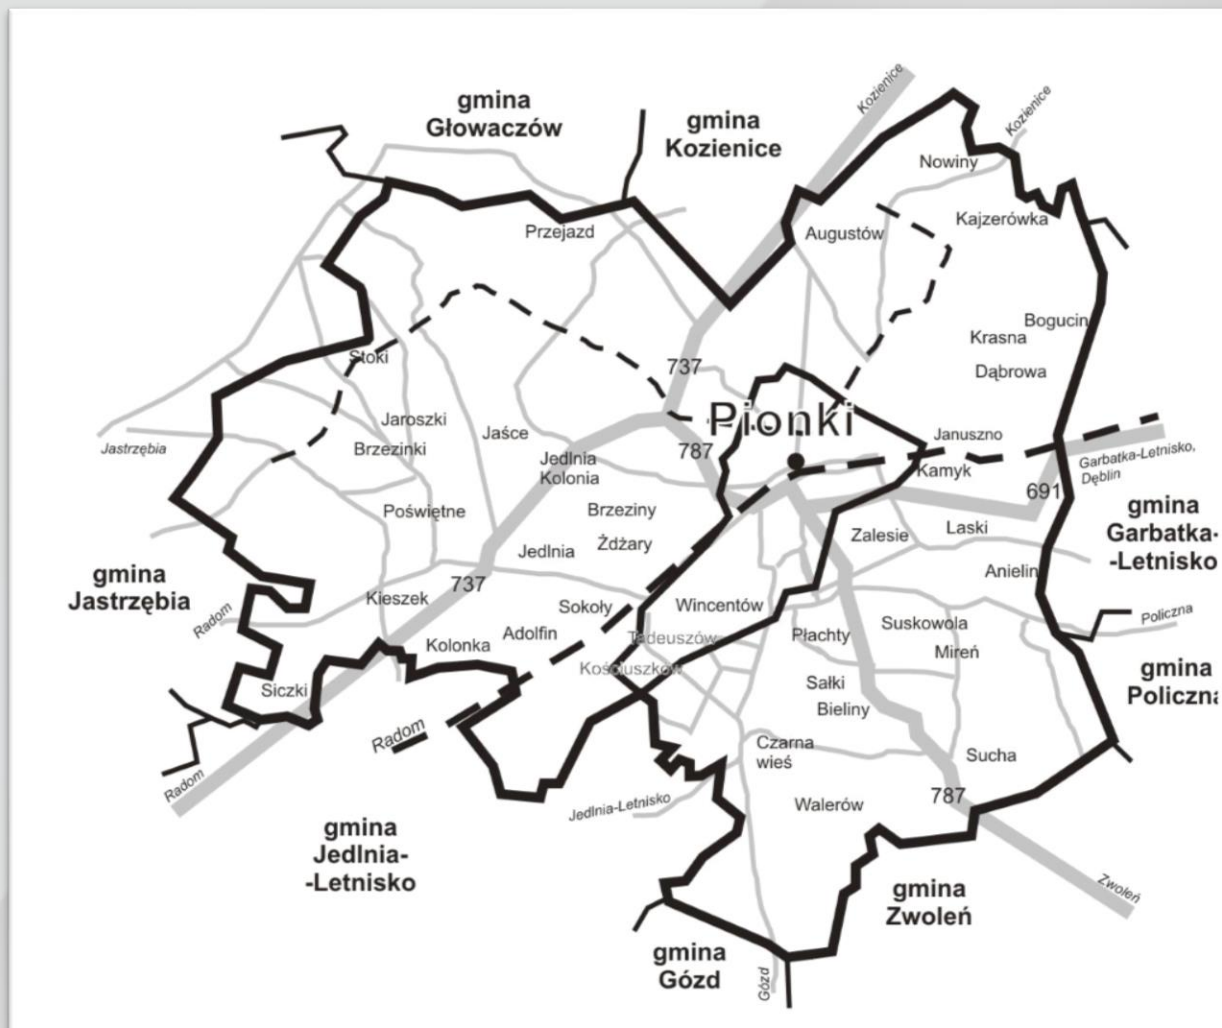 Kozienice
gmina
Głowaczów
gmina
Kozienice
Kozienice
Nowiny
Kajzerówka
Przejazd
Augustów
Bogucin
Krasna
Stoki
737
Dąbrowa
Jaroszki
Jaśce
Pionki
Januszno
Jastrzębia
Brzezinki
787
Jedlnia
Kolonia
Kamyk
Garbatka-Letnisko,
Dęblin
691
Poświętne
Brzeziny
gmina
Garbatka-
-Letnisko
Żdżary
Zalesie
Laski
Jedlnia
gmina
Jastrzębia
Anielin
737
Kieszek
Radom
Sokoły
Wincentów
Policzna
Kolonka
Adolfin
Tadeuszów
Płachty
Suskowola
Mireń
Kościuszków
gmina
Policzna
Siczki
Sałki
Bieliny
Radom
Czarna
wieś
Sucha
Radom
Jedlnia-Letnisko
Walerów
787
gmina
Jedlnia-
-Letnisko
gmina
Zwoleń
Zwoleń
gmina
Gózd
Gózd